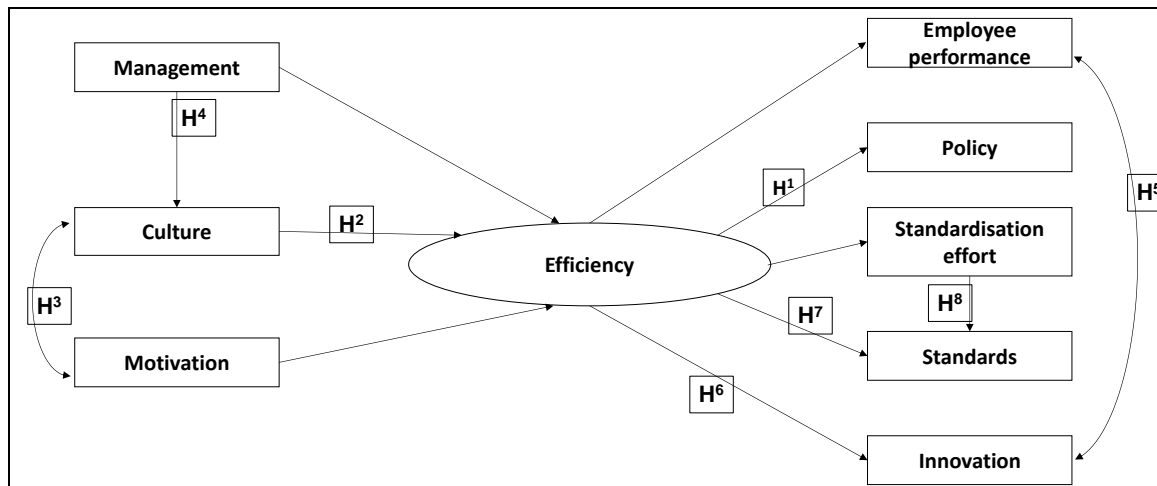 Employee
performance
Management
H⁴
Policy
H¹
H⁵
Culture
H²
Standardisation
effort
Efficiency
H³
H⁸
H⁷
Motivation
Standards
H⁶
Innovation